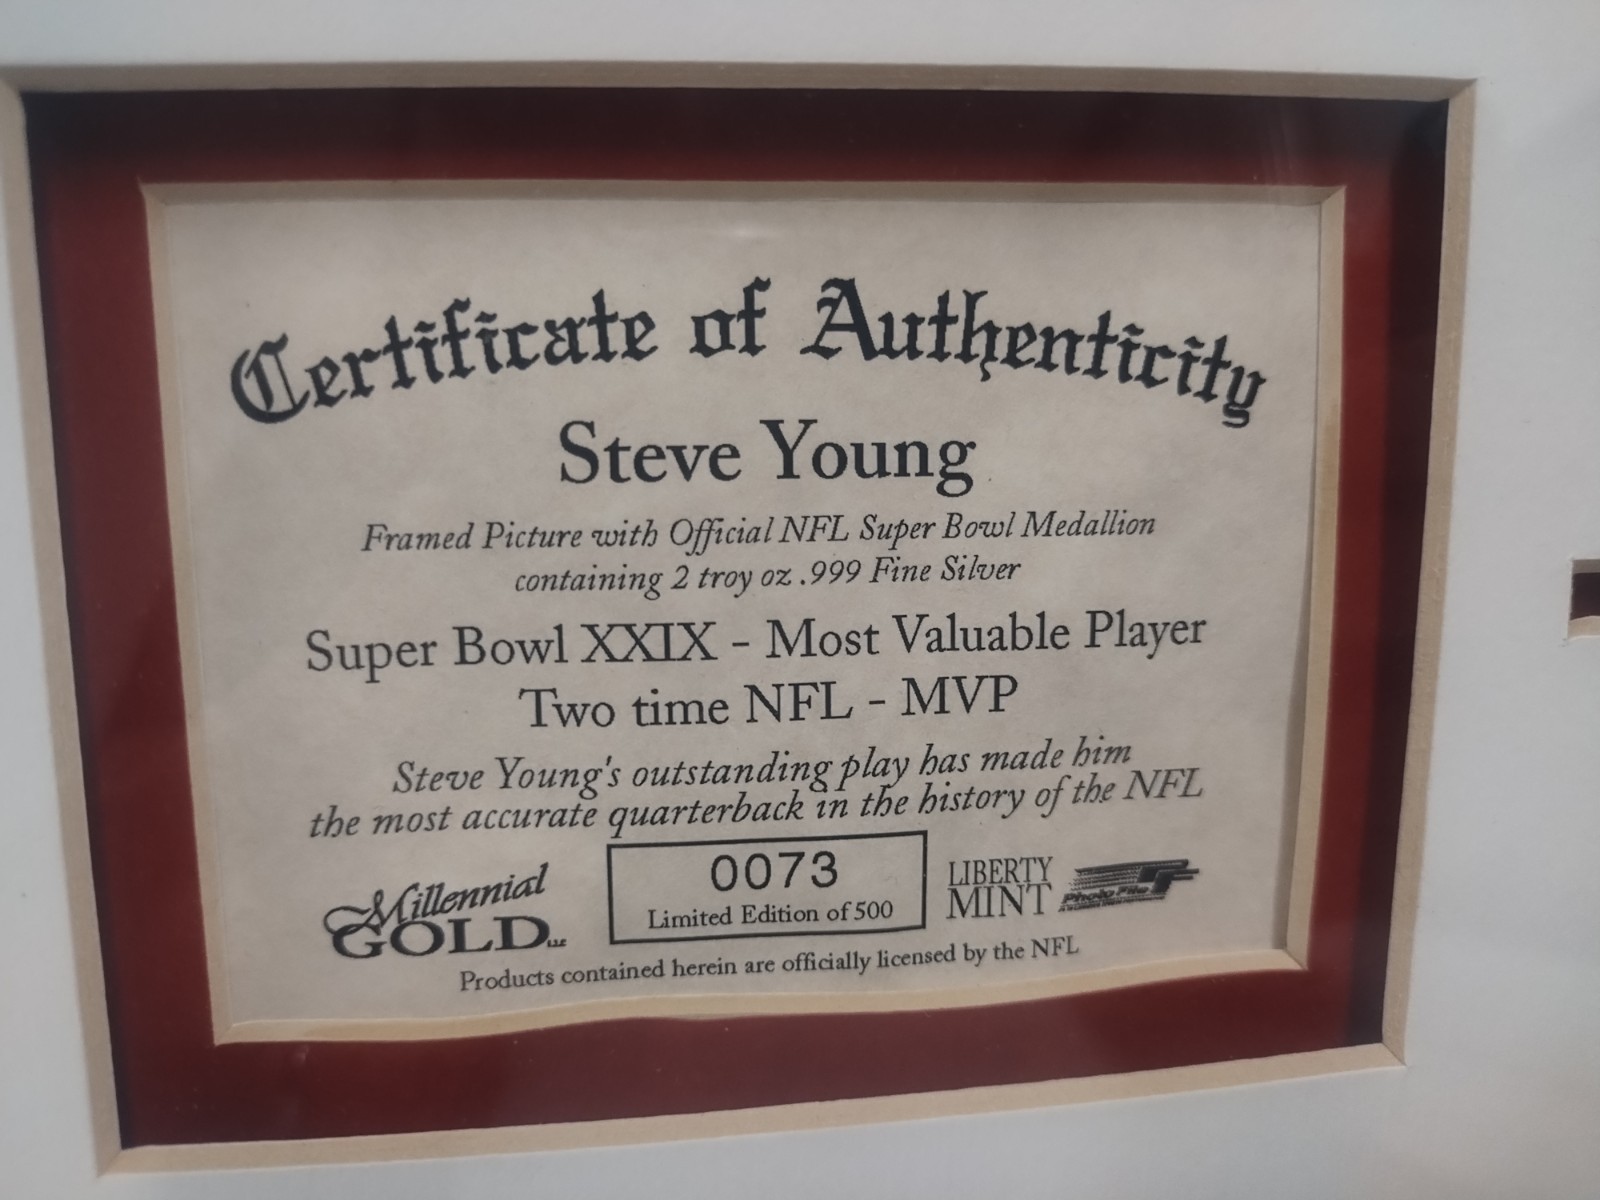 Certificate of Authenticity
Steve Young
Framed Picture with Official NFL Super Bowl Medallion
containing 2 troy oz .999 Fine Silver
Super Bowl XXIX - Most Valuable Player
Two time NFL - MVP
Steve Young's outstanding play has made him
the most accurate quarterback in the history of the NFL
Millennial
GOLD LLC
0073
Limited Edition of 500
LIBERTY
MINT
Photo File
Products contained herein are officially licensed by the NFL